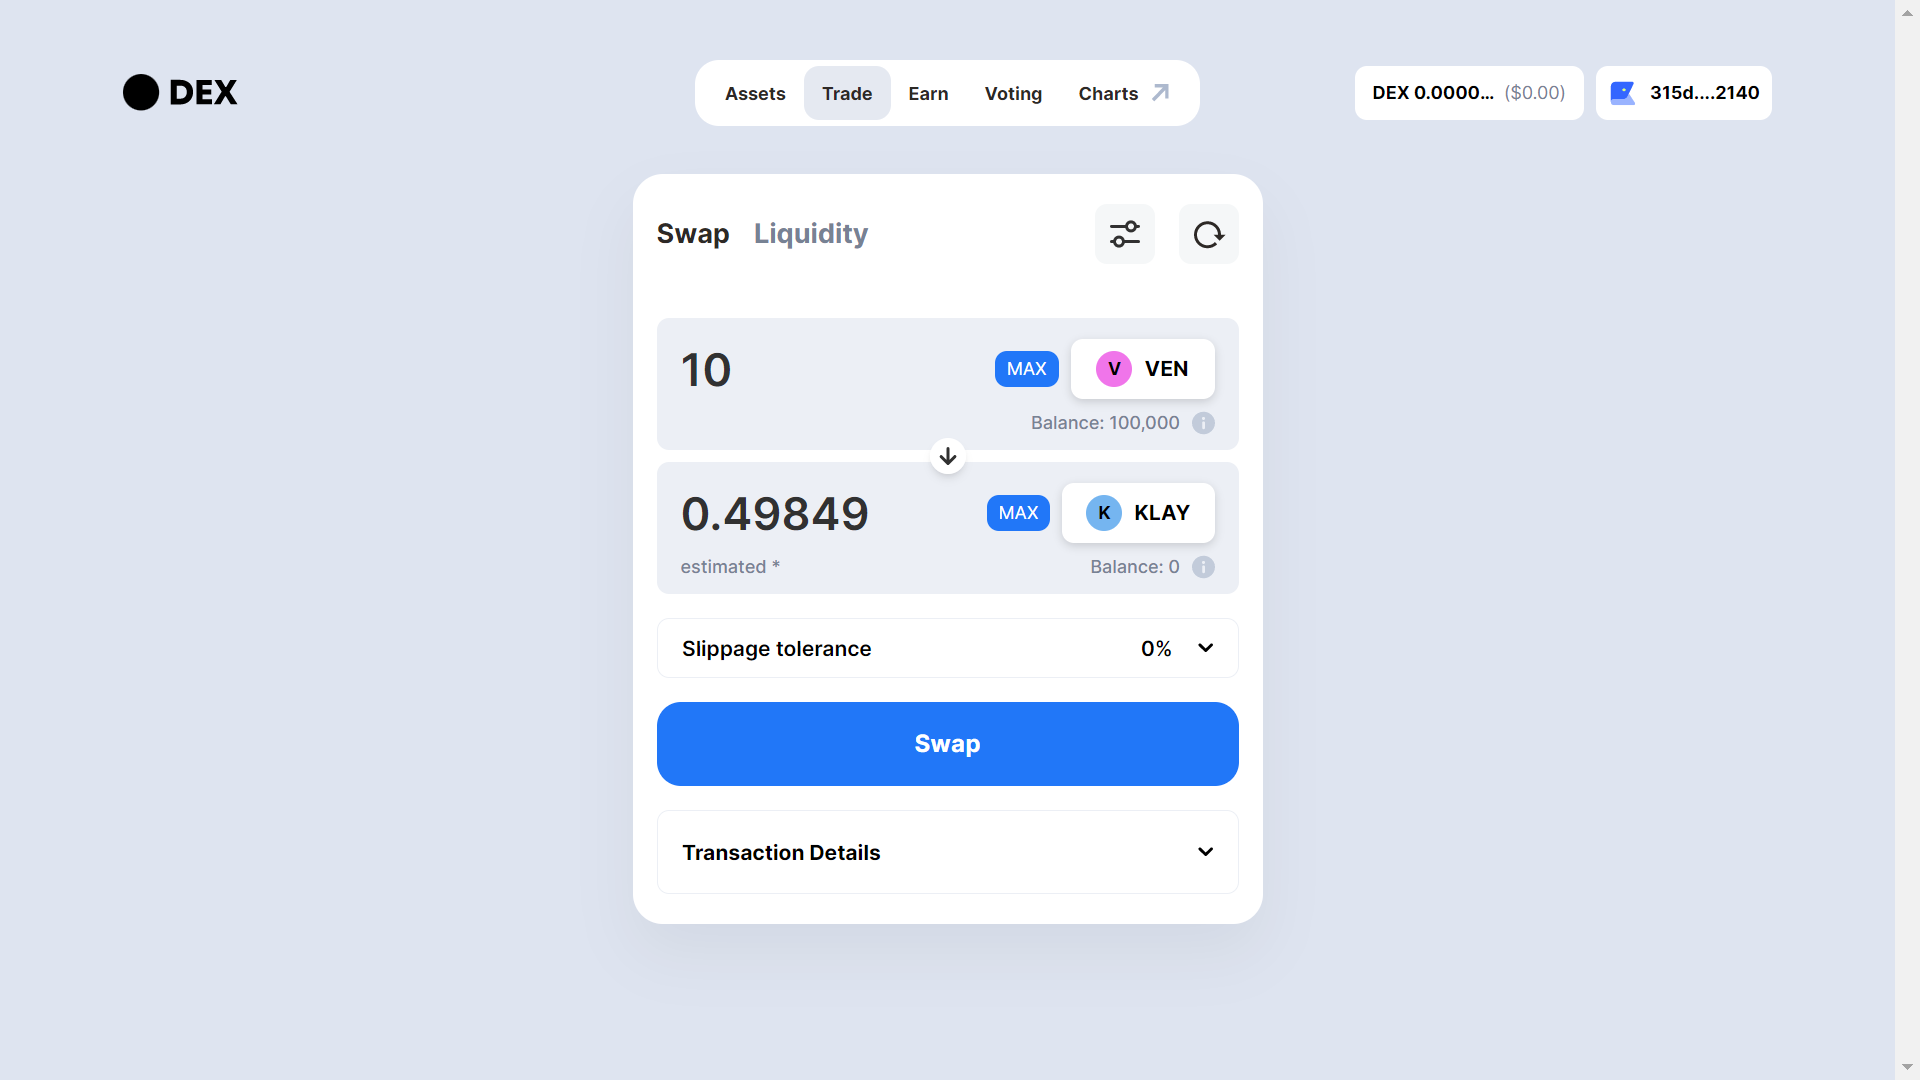 DEX
Assets Trade Earn Voting Charts
DEX 0.0000... ($0.00)
315d....2140
Swap Liquidity
10
MAX
V VEN
Balance: 100,000
0.49849
MAX
K KLAY
estimated *
Balance: 0
Slippage tolerance 0%
Swap
Transaction Details